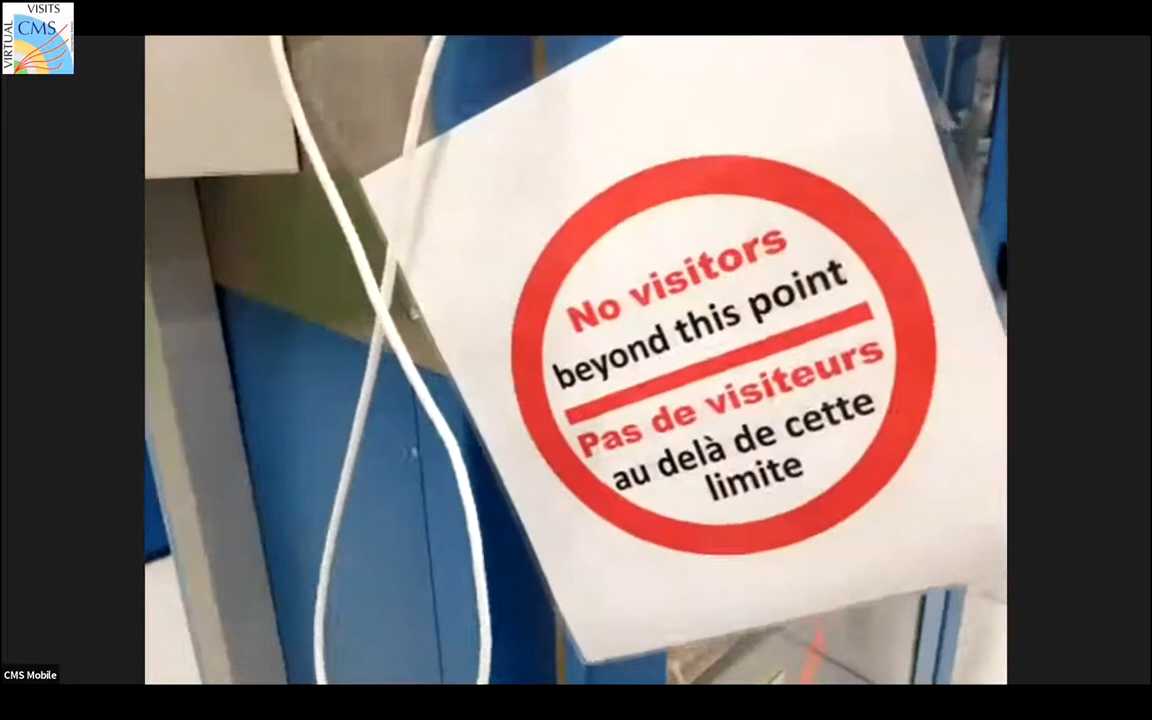 VISITS
VIRTUAL
CMS
No visitors
beyond this point
Pas de visiteurs
au delà de cette
limite
CMS Mobile